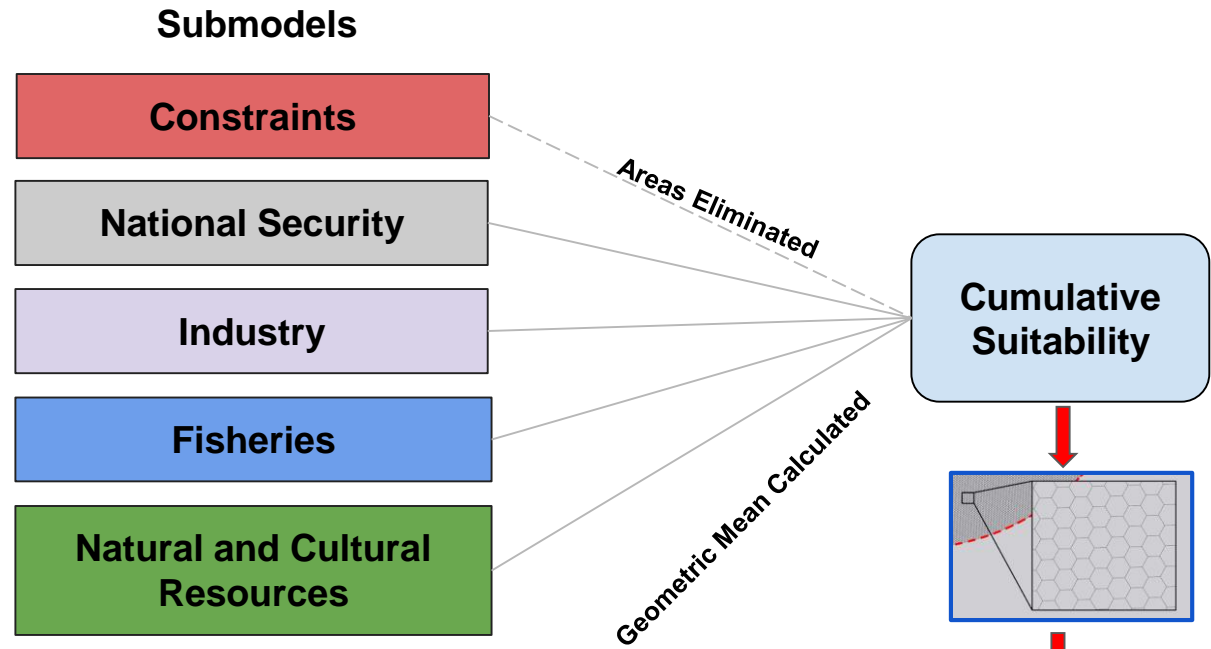 Submodels
Constraints
National Security
Industry
Fisheries
Natural and Cultural
Resources
Areas Eliminated
Geometric Mean Calculated
Cumulative
Suitability